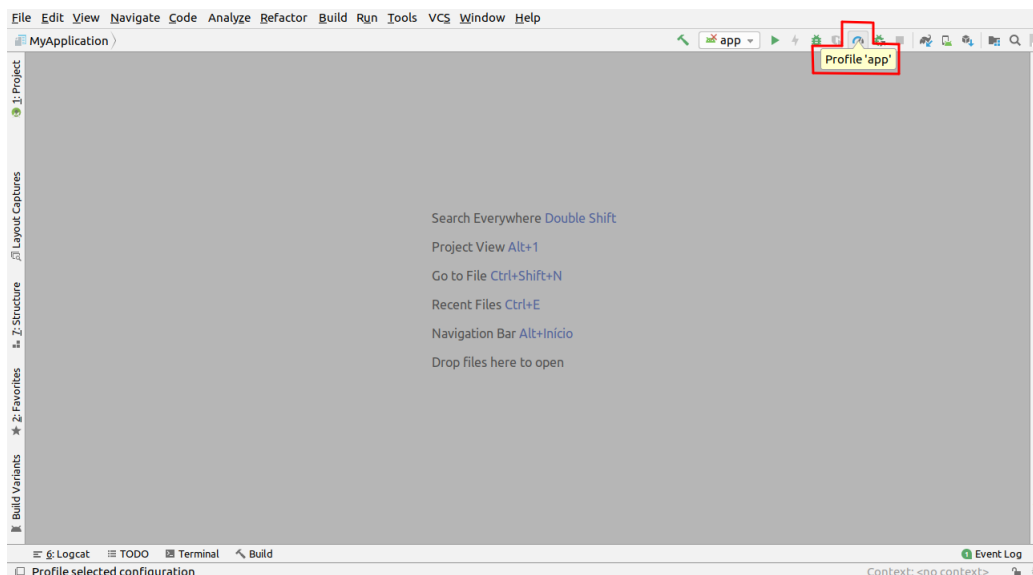 File Edit View Navigate Code Analyze Refactor Build Run Tools VCS Window Help
MyApplication
app
Profile 'app'
1: Project
Layout Captures
7: Structure
2: Favorites
Build Variants
Search Everywhere Double Shift
Project View Alt+1
Go to File Ctrl+Shift+N
Recent Files Ctrl+E
Navigation Bar Alt+Inicio
Drop files here to open
6: Logcat TODO Terminal Build 1 Event Log
Profile selected configuration Context: <no context>